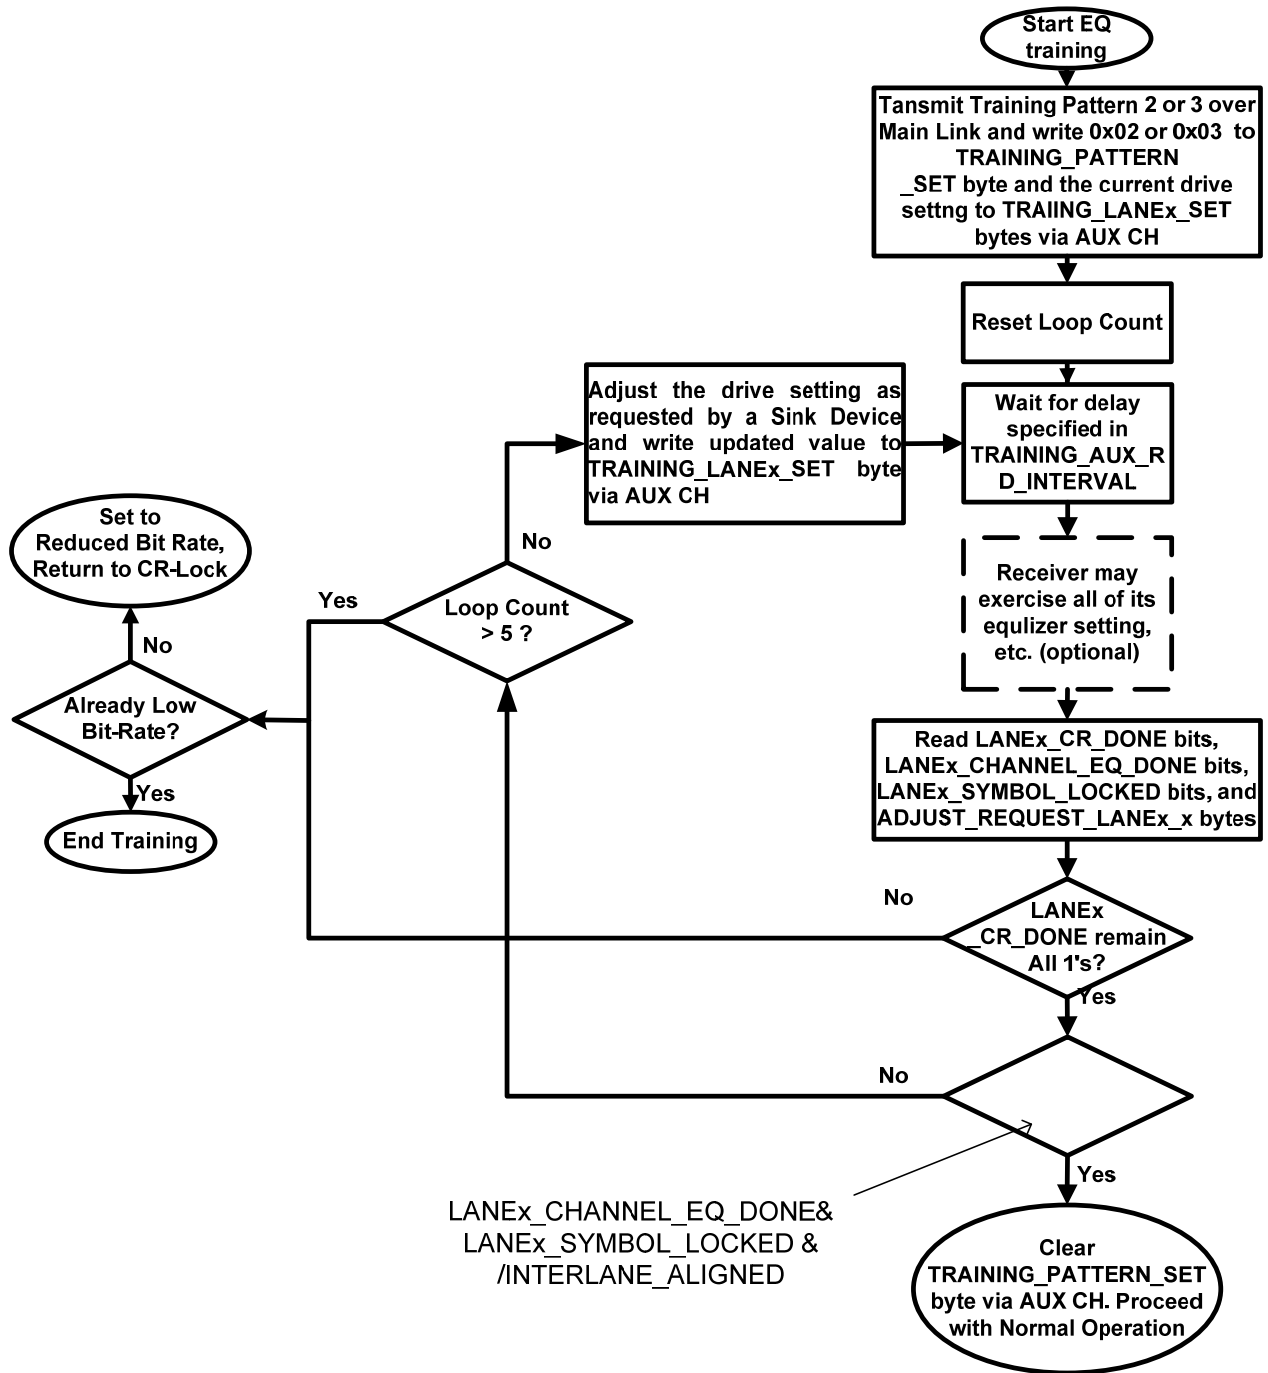 Start EQ
training
Tansmit Training Pattern 2 or 3 over
Main Link and write 0x02 or 0x03 to
TRAINING_PATTERN
_SET byte and the current drive
settng to TRAIING_LANEx_SET
bytes via AUX CH
Reset Loop Count
Adjust the drive setting as
requested by a Sink Device
and write updated value to
TRAINING_LANEx_SET byte
via AUX CH
Wait for delay
specified in
TRAINING_AUX_R
D_INTERVAL
Set to
Reduced Bit Rate,
Return to CR-Lock
No
Receiver may
exercise all of its
equlizer setting,
etc. (optional)
Yes
Loop Count
> 5 ?
No
Already Low
Bit-Rate?
Yes
End Training
Read LANEx_CR_DONE bits,
LANEx_CHANNEL_EQ_DONE bits,
LANEx_SYMBOL_LOCKED bits, and
ADJUST_REQUEST_LANEx_x bytes
No
LANEx
_CR_DONE remain
All 1's?
Yes
No
Yes
LANEx_CHANNEL_EQ_DONE&
LANEx_SYMBOL_LOCKED &
/INTERLANE_ALIGNED
Clear
TRAINING_PATTERN_SET
byte via AUX CH. Proceed
with Normal Operation